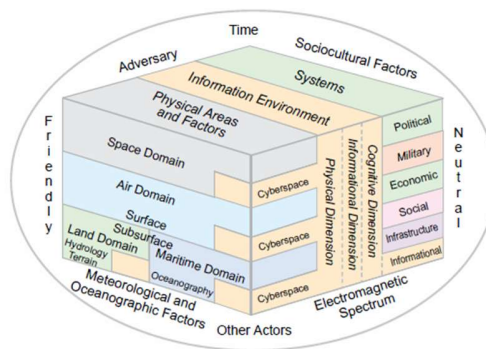 Time
Adversary
Sociocultural Factors
Systems
Information Environment
Physical Areas
and Factors
Friendly
Neutral
Space Domain
Air Domain
Surface
Subsurface
Land Domain
Hydrology
Terrain
Maritime Domain
Oceanography
Cyberspace
Cyberspace
Cyberspace
Physical Dimension
Informational Dimension
Cognitive Dimension
Political
Military
Economic
Social
Infrastructure
Informational
Meteorological and
Oceanographic Factors
Other Actors
Electromagnetic
Spectrum